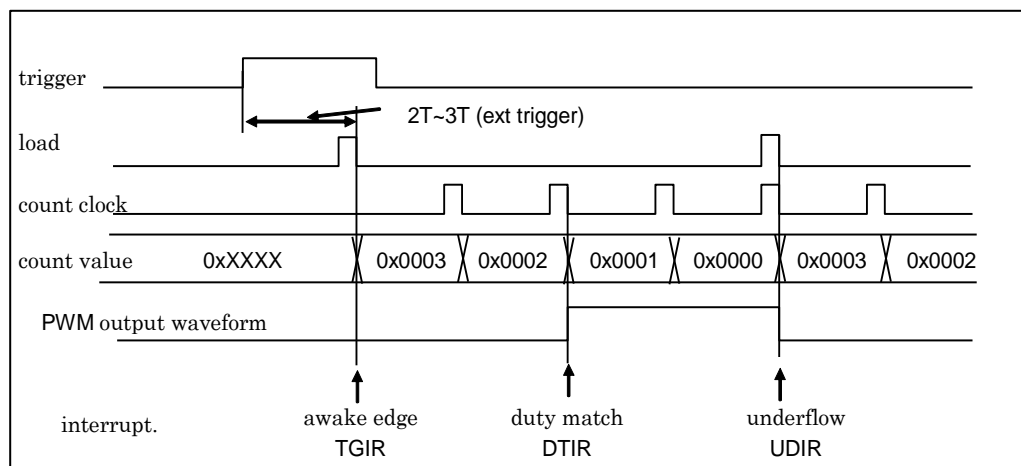 trigger
2T~3T (ext trigger)
load
count clock
count value 0xXXXX 0x0003 0x0002 0x0001 0x0000 0x0003 0x0002
PWM output waveform
interrupt. awake edge duty match underflow
TGIR DTIR UDIR